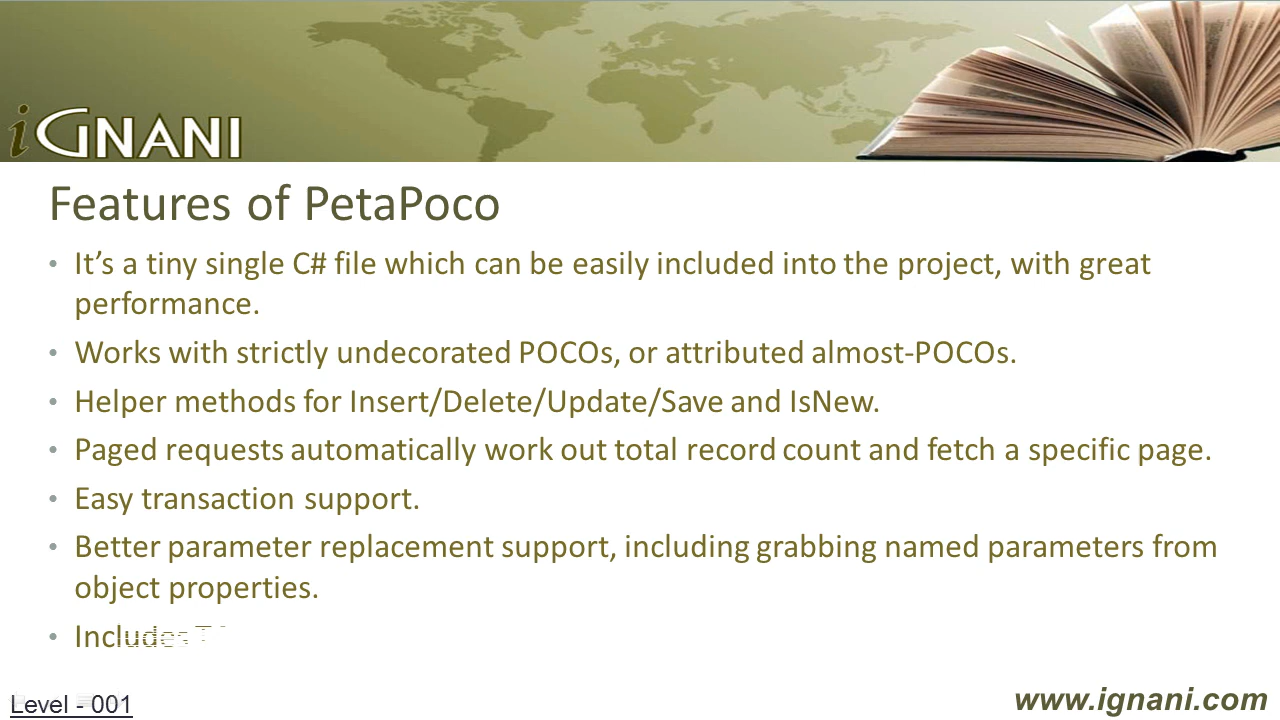 iGNANI
Features of PetaPoco
• It’s a tiny single C# file which can be easily included into the project, with great
performance.
• Works with strictly undecorated POCOs, or attributed almost-POCOs.
• Helper methods for Insert/Delete/Update/Save and IsNew.
• Paged requests automatically work out total record count and fetch a specific page.
• Easy transaction support.
• Better parameter replacement support, including grabbing named parameters from
object properties.
• Includes
Level - 001
www.ignani.com